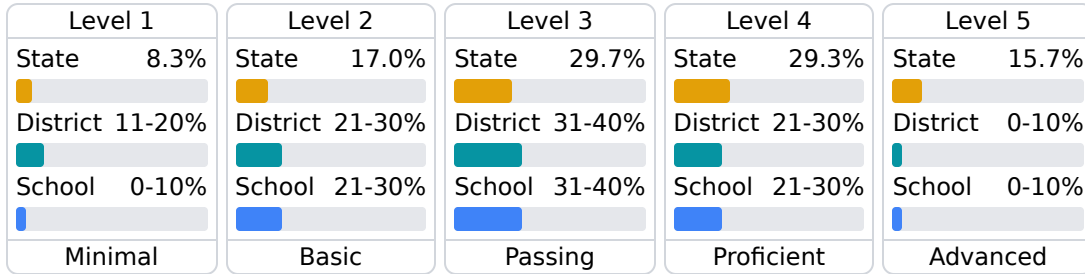 Level 1
State 8.3%
District 11-20%
School 0-10%
Minimal
Level 2
State 17.0%
District 21-30%
School 21-30%
Basic
Level 3
State 29.7%
District 31-40%
School 31-40%
Passing
Level 4
State 29.3%
District 21-30%
School 21-30%
Proficient
Level 5
State 15.7%
District 0-10%
School 0-10%
Advanced